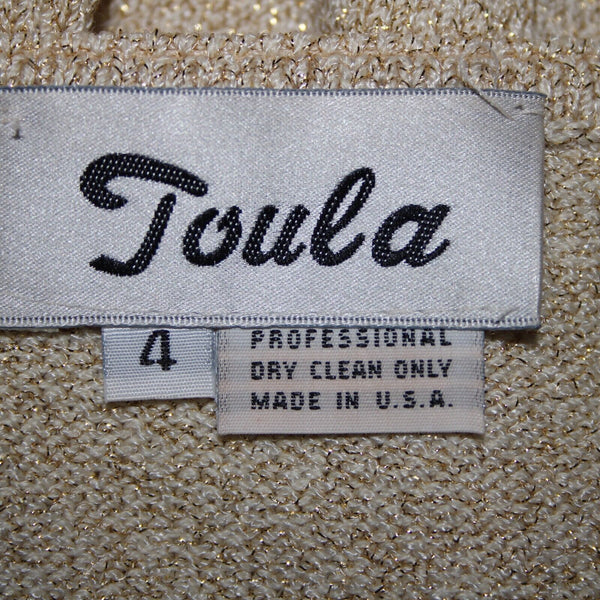 Toula
4
PROFESSIONAL
DRY CLEAN ONLY
MADE IN U.S.A.